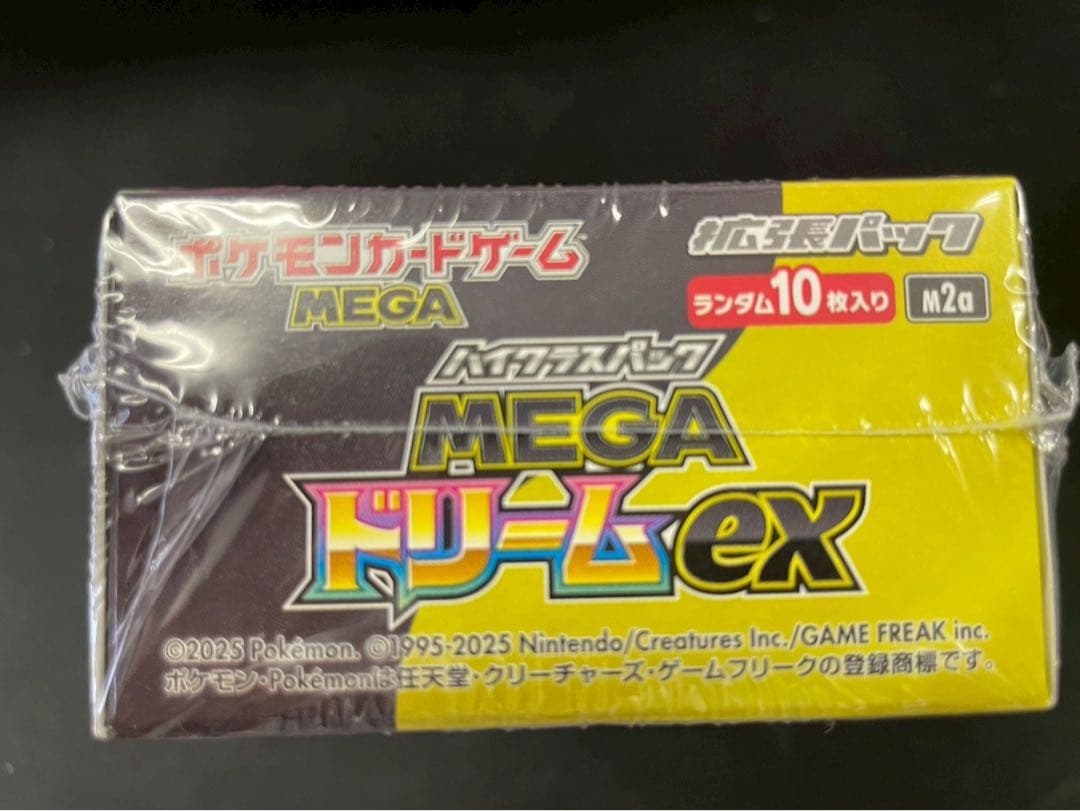 ポケモンカードゲーム
MEGA
拡張パック
ランダム10枚入り
M2a
ハイクラスパック
MEGA
ドリームex
©2025 Pokémon. ©1995-2025 Nintendo/Creatures Inc./GAME FREAK inc.
ポケモン・Pokémonは任天堂・クリーチャーズ・ゲームフリークの登録商標です。